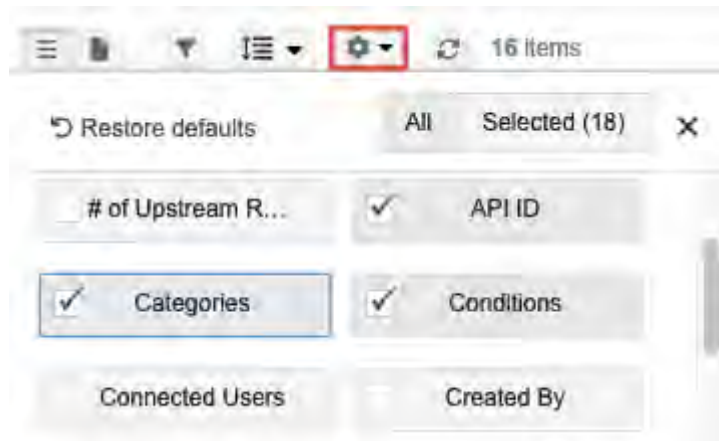 16 items
Restore defaults All Selected (18)
# of Upstream R... API ID
Categories Conditions
Connected Users Created By